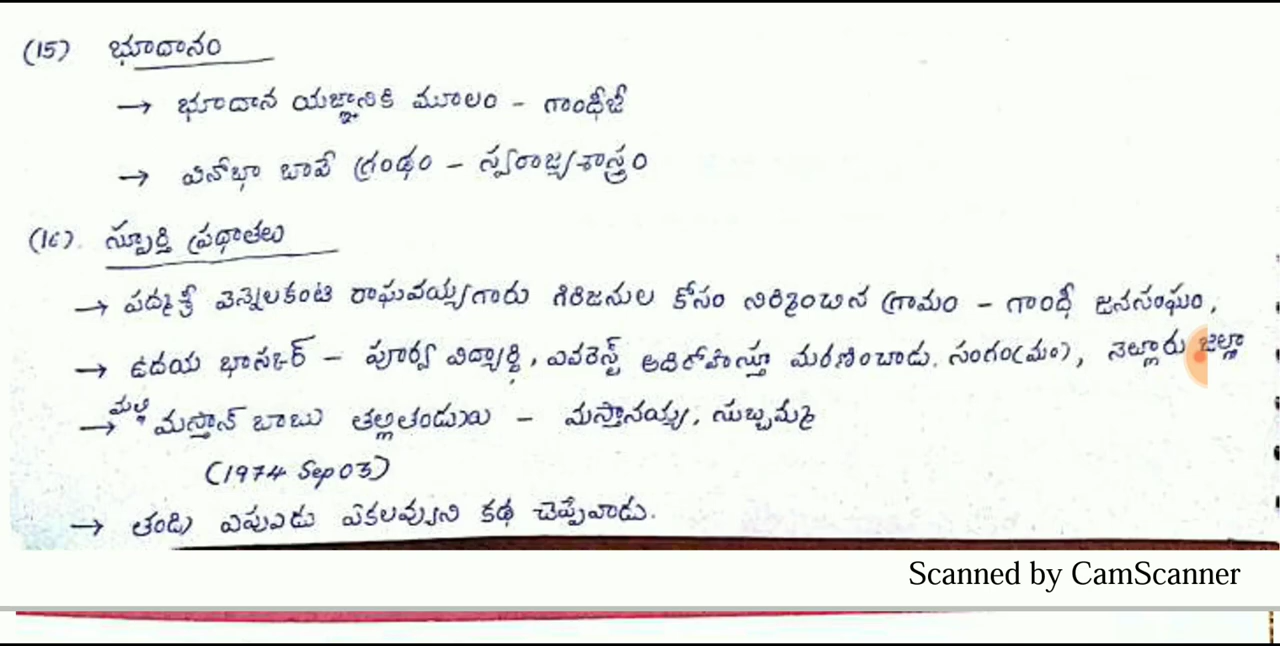 (15) భూదానం
→ భూదాన యజ్ఞానికి మూలం - గాంధీజీ
→ వినోభా బావే గ్రంథం - స్వరాజ్యశాస్త్రం
(16). స్పూర్తి ప్రధాతలు
→ పద్మశ్రీ వెన్నెలకంటి రాఘవయ్యగారు గిరిజనుల కోసం నిర్మించిన గ్రామం - గాంధీ జనసంఘం,
→ ఉదయ భాస్కర్ - పూర్వ విద్యార్థి, ఎవరెస్ట్ అదిరోహిస్తూ మరణించాడు. సంగం(మం), నెల్లూరు జిల్లా
→ మల్లి మస్తాన్ బాబు తల్లితండ్రులు - మస్తానయ్య, సుబ్బమ్మ
(1974 Sep 03)
→ తండ్రి ఎపుడు ఏకలవ్యుని కథ చెప్పేవాడు.
Scanned by CamScanner